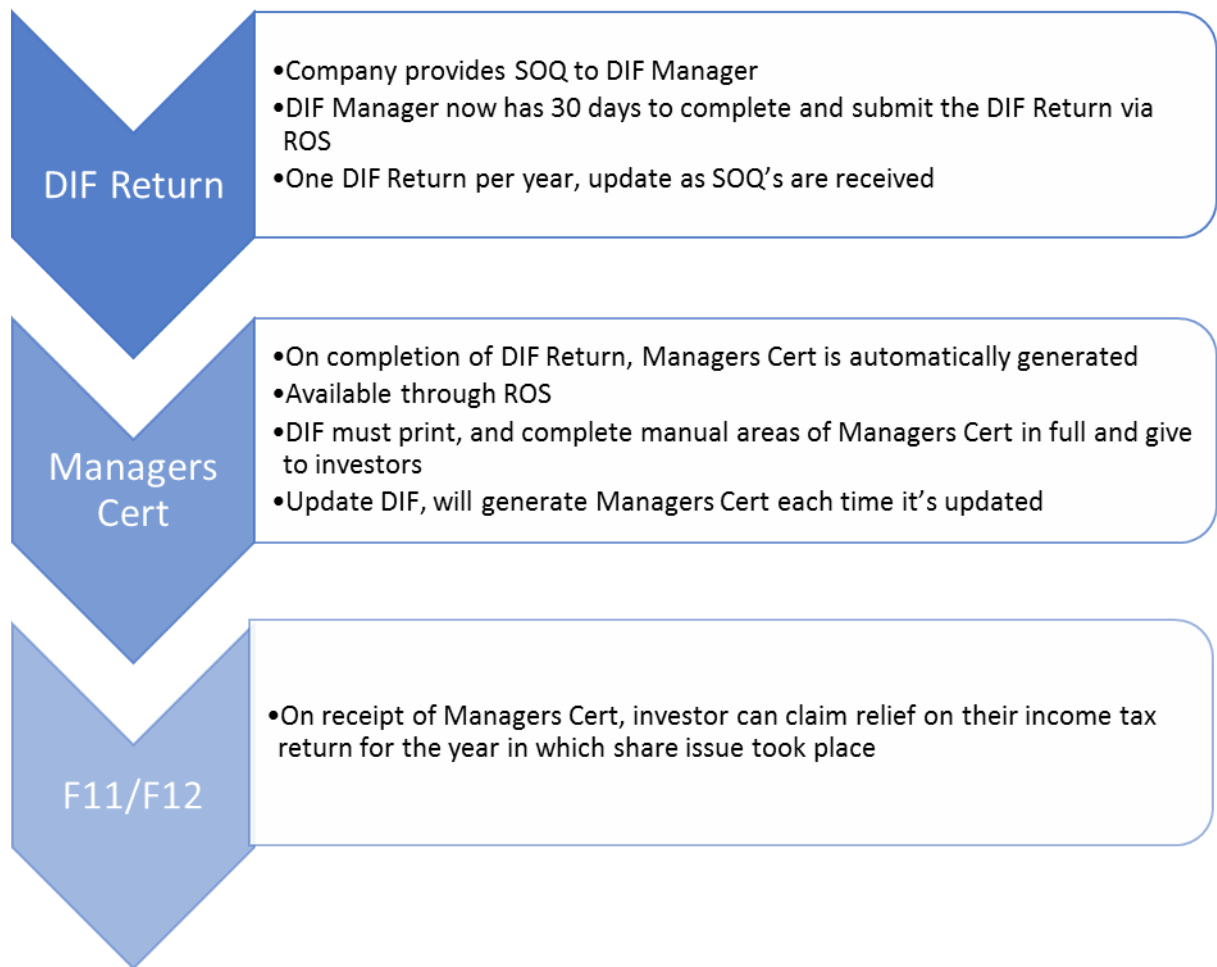 DIF Return
•Company provides SOQ to DIF Manager
•DIF Manager now has 30 days to complete and submit the DIF Return via
ROS
•One DIF Return per year, update as SOQ’s are received
Managers
Cert
•On completion of DIF Return, Managers Cert is automatically generated
•Available through ROS
•DIF must print, and complete manual areas of Managers Cert in full and give
to investors
•Update DIF, will generate Managers Cert each time it’s updated
F11/F12
•On receipt of Managers Cert, investor can claim relief on their income tax
return for the year in which share issue took place